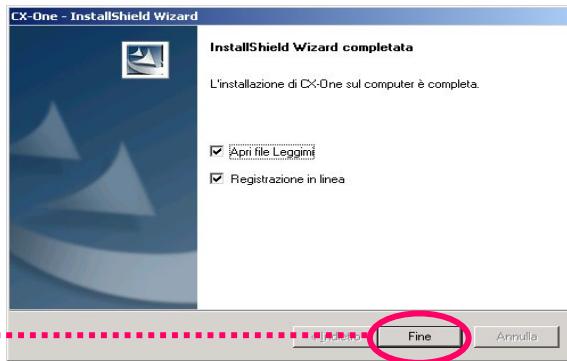 CX-One - InstallShield Wizard
InstallShield Wizard completata
L'installazione di CX-One sul computer è completa.
Apri file Leggimi
Registrazione in linea
Fine
Annulla